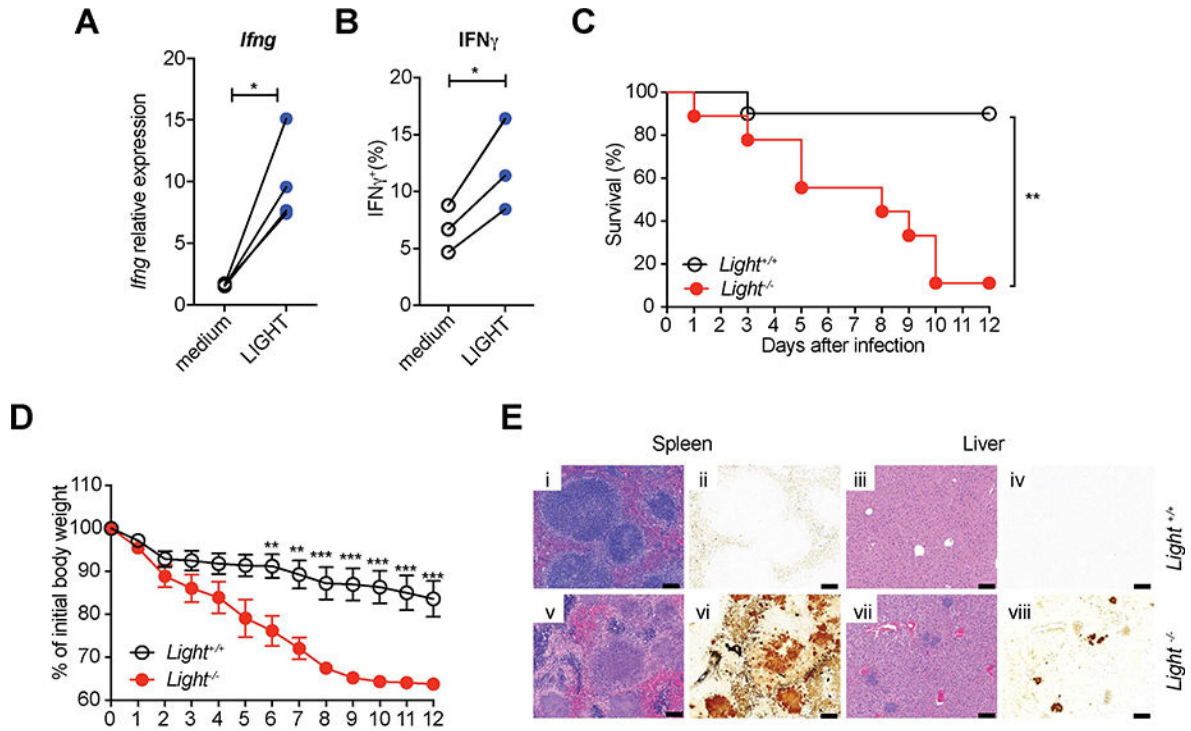 A
Ifng
Ifng relative expression
20
15
10
5
0
*
medium
LIGHT
B
IFNγ
IFNγ+(%)
20
15
10
5
0
*
medium
LIGHT
C
Survival (%)
100
80
60
40
20
0
**
Light+/+
Light-/-
0 1 2 3 4 5 6 7 8 9 10 11 12
Days after infection
D
% of initial body weight
110
100
90
80
70
60
** ** *** *** *** *** ***
Light+/+
Light-/-
0 1 2 3 4 5 6 7 8 9 10 11 12
E
Spleen Liver
i ii iii iv
Light +/+
v vi vii viii
Light -/-